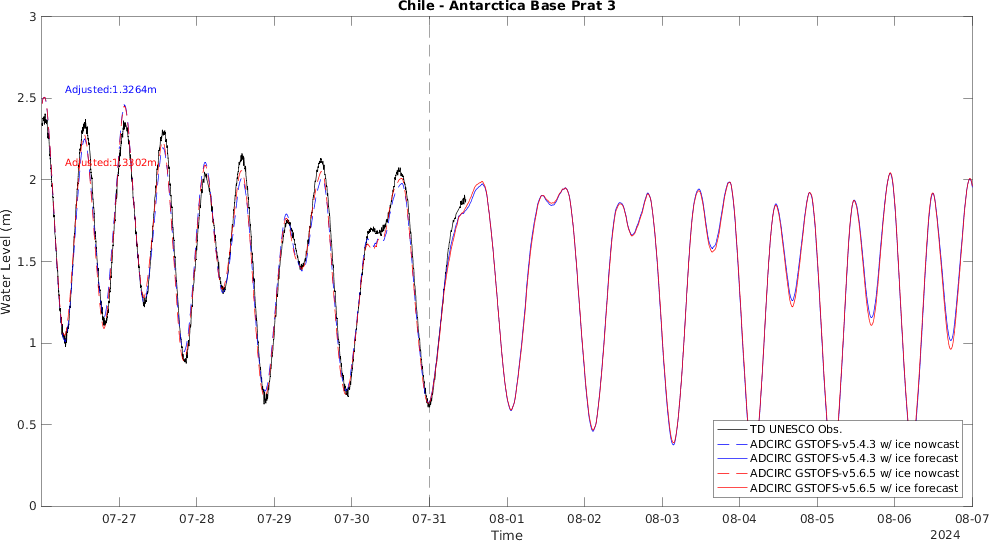 Chile - Antarctica Base Prat 3
Water Level (m)
3
2.5
2
1.5
1
0.5
0
Adjusted:1.3264m
Adjusted:1.3302m
TD UNESCO Obs.
ADCIRC GSTOFS-v5.4.3 w/ ice nowcast
ADCIRC GSTOFS-v5.4.3 w/ ice forecast
ADCIRC GSTOFS-v5.6.5 w/ ice nowcast
ADCIRC GSTOFS-v5.6.5 w/ ice forecast
07-27 07-28 07-29 07-30 07-31 08-01 08-02 08-03 08-04 08-05 08-06 08-07
Time
2024